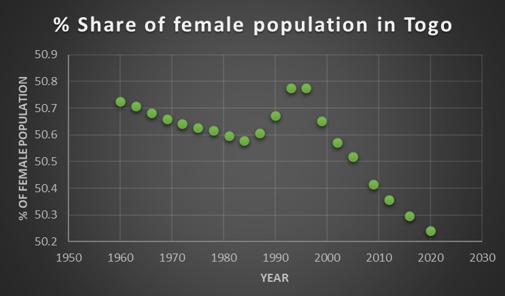 % Share of female population in Togo
50.9
50.8
50.7
50.6
50.5
50.4
50.3
50.2
% OF FEMALE POPULATION
1950 1960 1970 1980 1990 2000 2010 2020 2030
YEAR